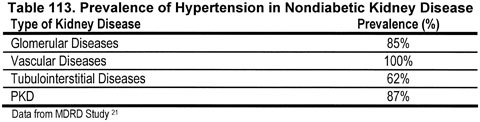 Table 113. Prevalence of Hypertension in Nondiabetic Kidney Disease
Type of Kidney Disease Prevalence (%)
Glomerular Diseases 85%
Vascular Diseases 100%
Tubulointerstitial Diseases 62%
PKD 87%
Data from MDRD Study 21